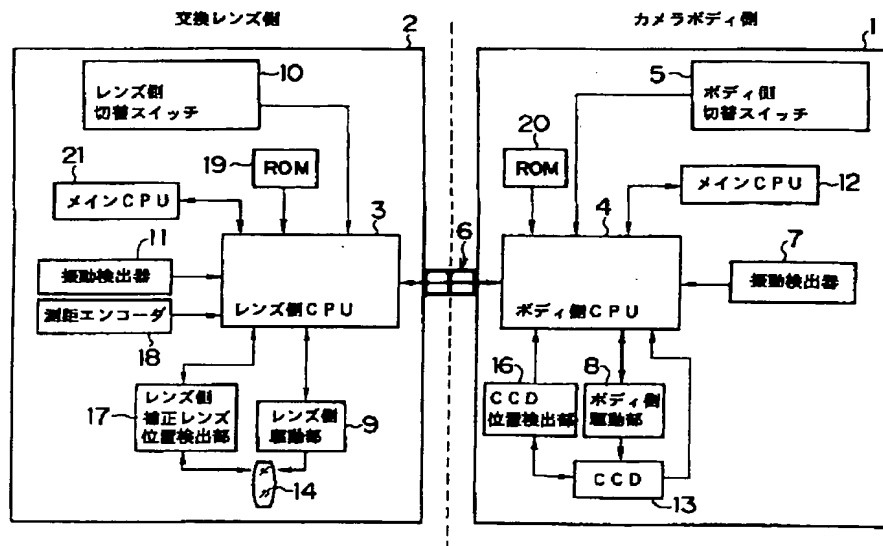 交換レンズ側
カメラボディ側
2
1
10
レンズ側
切替スイッチ
5
ボディ側
切替スイッチ
19
ROM
20
ROM
21
メインCPU
メインCPU
12
3
4
6
11
振動検出器
7
振動検出器
測距エンコーダ
18
レンズ側CPU
ボディ側CPU
17
レンズ側
補正レンズ
位置検出部
レンズ側
駆動部
9
14
16
CCD
位置検出部
8
ボディ側
駆動部
CCD
13